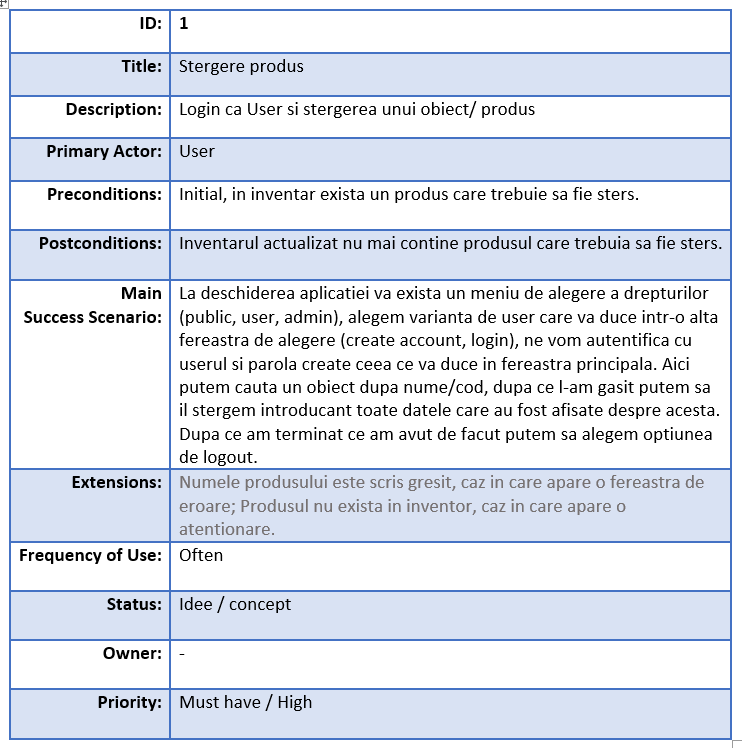 ID: 1
Title: Stergere produs
Description: Login ca User si stergerea unui obiect/ produs
Primary Actor: User
Preconditions: Initial, in inventar exista un produs care trebuie sa fie sters.
Postconditions: Inventarul actualizat nu mai contine produsul care trebuia sa fie sters.
Main La deschiderea aplicatiei va exista un meniu de alegere a drepturilor
Success Scenario: (public, user, admin), alegem varianta de user care va duce intr-o alta
fereastra de alegere (create account, login), ne vom autentifica cu
userul si parola create ceea ce va duce in fereastra principala. Aici
putem cauta un obiect dupa nume/cod, dupa ce l-am gasit putem sa
il stergem introducant toate datele care au fost afisate despre acesta.
Dupa ce am terminat ce am avut de facut putem sa alegem optiunea
de logout.
Extensions: Numele produsului este scris gresit, caz in care apare o fereastra de
eroare; Produsul nu exista in inventor, caz in care apare o
atentionare.
Frequency of Use: Often
Status: Idee / concept
Owner: -
Priority: Must have / High